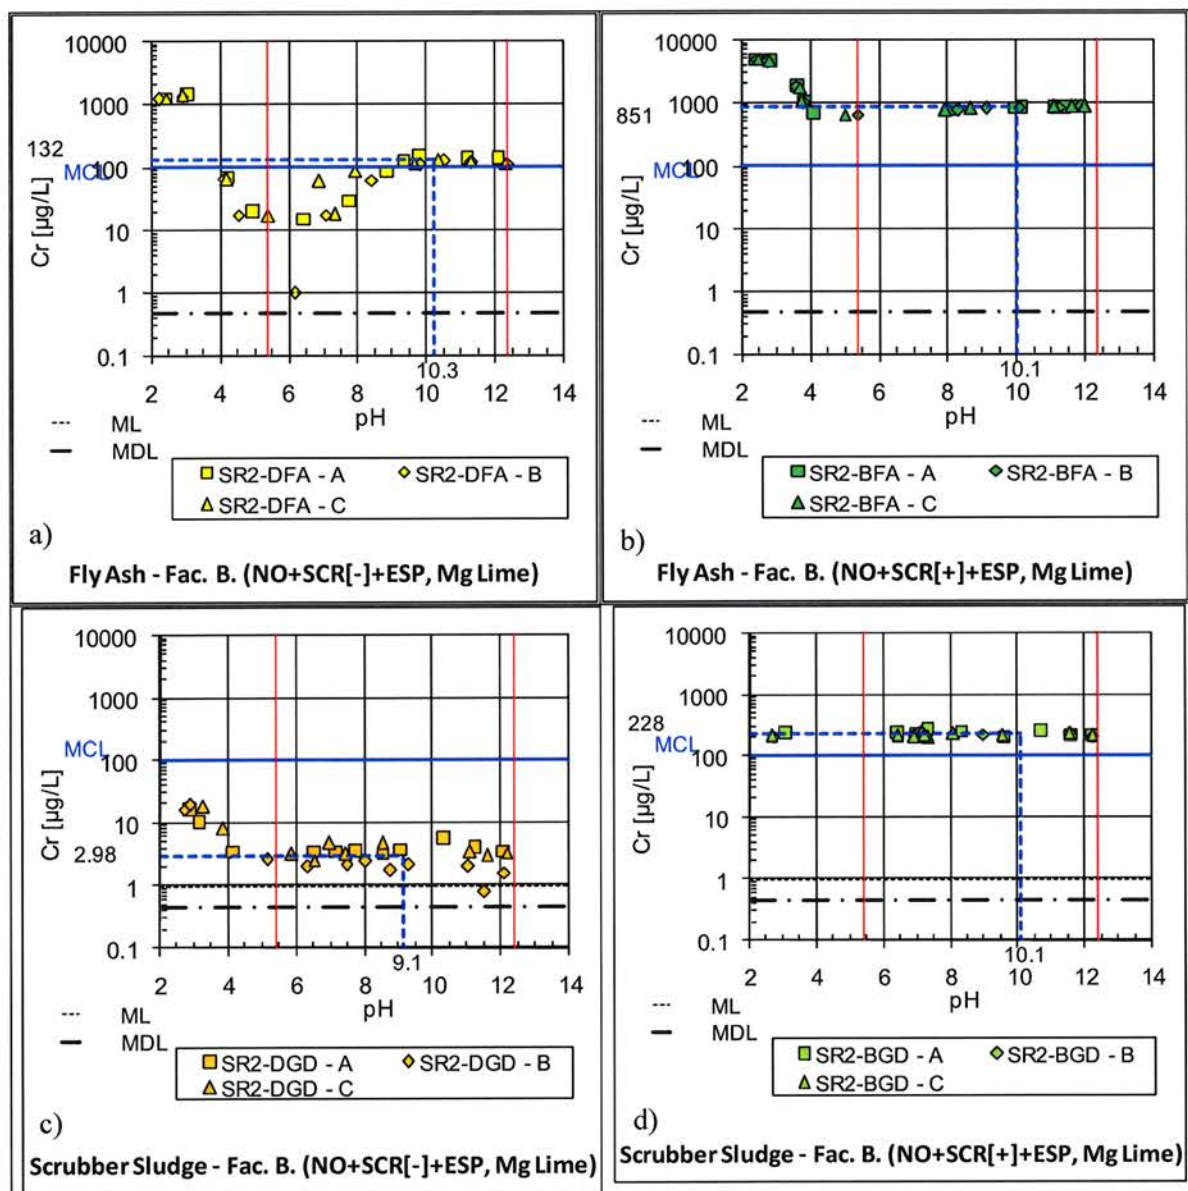 10000
1000
132
MCL
100
10
1
0.1
Cr [µg/L]
10.3
2 4 6 8 10 12 14
pH
--- ML
— MDL
SR2-DFA - A SR2-DFA - B
SR2-DFA - C
a)
Fly Ash - Fac. B. (NO+SCR[-]+ESP, Mg Lime)
10000
1000
851
MCL
100
10
1
0.1
Cr [µg/L]
10.1
2 4 6 8 10 12 14
pH
--- ML
— MDL
SR2-BFA - A SR2-BFA - B
SR2-BFA - C
b)
Fly Ash - Fac. B. (NO+SCR[+]+ESP, Mg Lime)
10000
1000
MCL
100
10
2.98
1
0.1
Cr [µg/L]
9.1
2 4 6 8 10 12 14
pH
--- ML
— MDL
SR2-DGD - A SR2-DGD - B
SR2-DGD - C
c)
Scrubber Sludge - Fac. B. (NO+SCR[-]+ESP, Mg Lime)
10000
1000
228
MCL
100
10
1
0.1
Cr [µg/L]
10.1
2 4 6 8 10 12 14
pH
--- ML
— MDL
SR2-BGD - A SR2-BGD - B
SR2-BGD - C
d)
Scrubber Sludge - Fac. B. (NO+SCR[+]+ESP, Mg Lime)